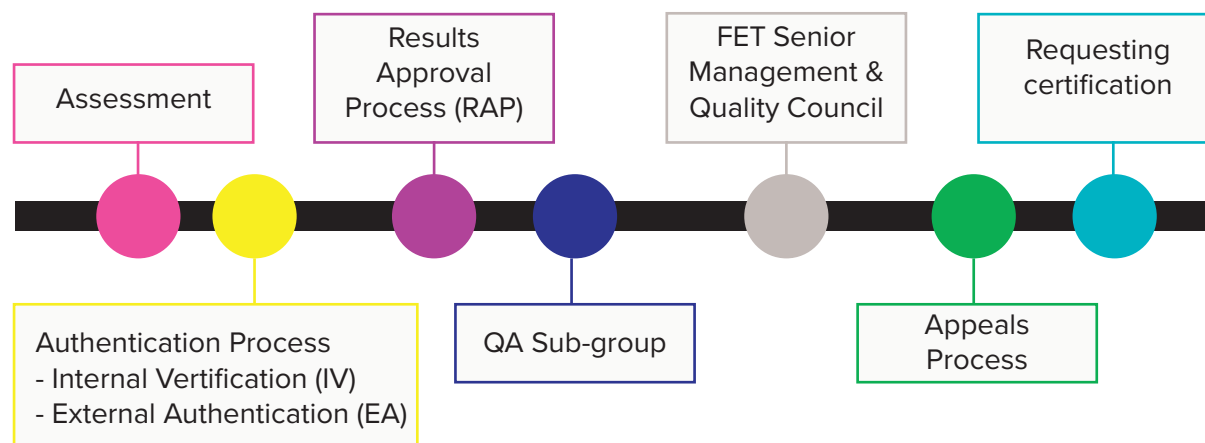 Assessment
Authentication Process
- Internal Vertification (IV)
- External Authentication (EA)
Results
Approval
Process (RAP)
QA Sub-group
FET Senior
Management &
Quality Council
Appeals
Process
Requesting
certification